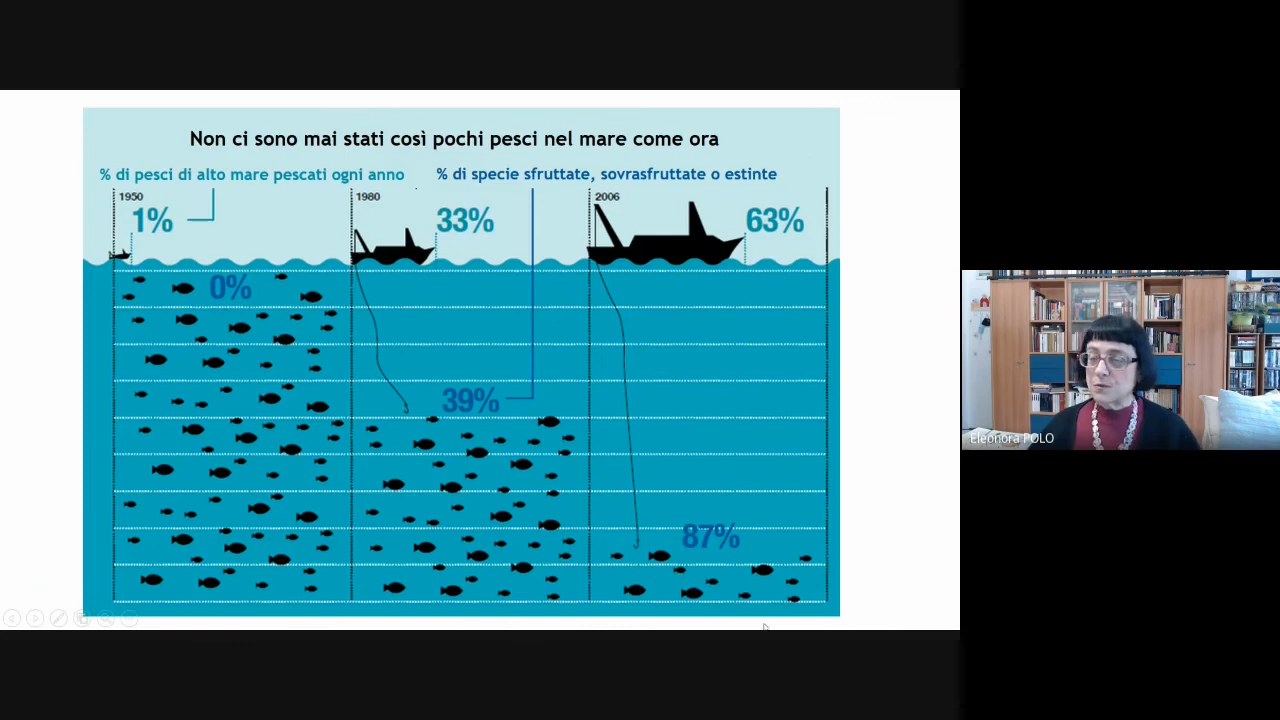 Non ci sono mai stati così pochi pesci nel mare come ora
% di pesci di alto mare pescati ogni anno
% di specie sfruttate, sovrasfruttate o estinte
1950
1%
1980
33%
2006
63%
0%
39%
87%
Eleonora POLO